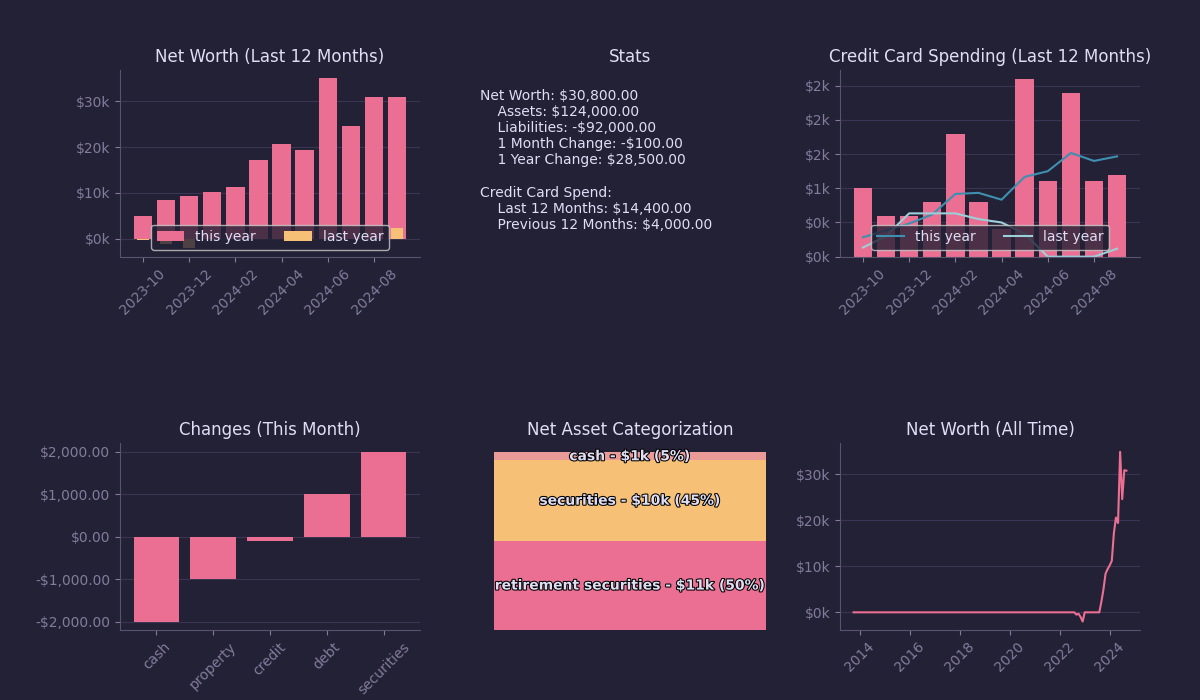 Net Worth (Last 12 Months)
$30k
$20k
$10k
$0k
this year
last year
2023-10
2023-12
2024-02
2024-04
2024-06
2024-08
Stats
Net Worth: $30,800.00
Assets: $124,000.00
Liabilities: -$92,000.00
1 Month Change: -$100.00
1 Year Change: $28,500.00
Credit Card Spend:
Last 12 Months: $14,400.00
Previous 12 Months: $4,000.00
Credit Card Spending (Last 12 Months)
$2k
$2k
$2k
$1k
$0k
$0k
this year
last year
2023-10
2023-12
2024-02
2024-04
2024-06
2024-08
Changes (This Month)
$2,000.00
$1,000.00
$0.00
-$1,000.00
-$2,000.00
cash
property
credit
debt
securities
Net Asset Categorization
cash - $1k (5%)
securities - $10k (45%)
retirement securities - $11k (50%)
Net Worth (All Time)
$30k
$20k
$10k
$0k
2014
2016
2018
2020
2022
2024